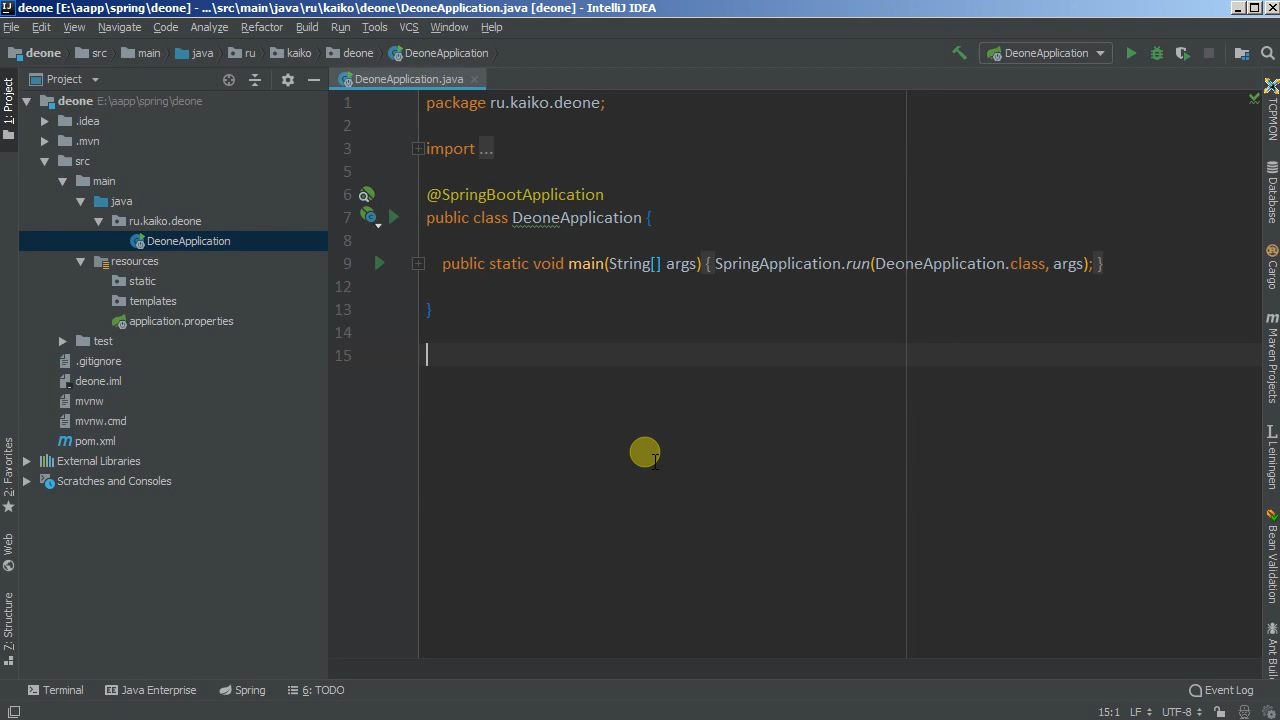 deone [E:\aapp\spring\deone] - ...\src\main\java\ru\kaiko\deone\DeoneApplication.java [deone] - IntelliJ IDEA
File Edit View Navigate Code Analyze Refactor Build Run Tools VCS Window Help
deone src main java ru kaiko deone DeoneApplication
DeoneApplication
Project
DeoneApplication.java
1: Project
2: Favorites
Web
7: Structure
deone E:\aapp\spring\deone
.idea
.mvn
src
main
java
ru.kaiko.deone
DeoneApplication
resources
static
templates
application.properties
test
.gitignore
deone.iml
mvnw
mvnw.cmd
pom.xml
External Libraries
Scratches and Consoles
1 package ru.kaiko.deone;
2
3 import ...
5
6 @SpringBootApplication
7 public class DeoneApplication {
8
9 public static void main(String[] args) { SpringApplication.run(DeoneApplication.class, args); }
12
13 }
14
15
TCPMON
Database
Cargo
Maven Projects
Leiningen
Bean Validation
Ant Build
Terminal Java Enterprise Spring 6: TODO
Event Log
15:1 LF UTF-8